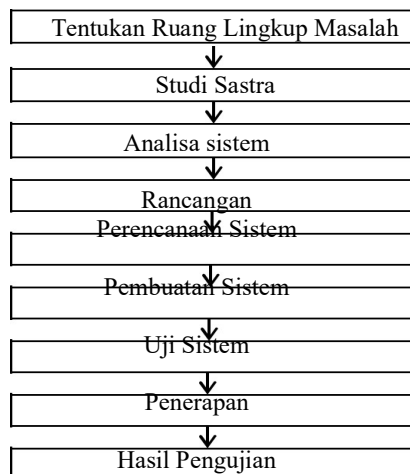 Tentukan Ruang Lingkup Masalah
Studi Sastra
Analisa sistem
Rancangan
Perencanaan Sistem
Pembuatan Sistem
Uji Sistem
Penerapan
Hasil Pengujian